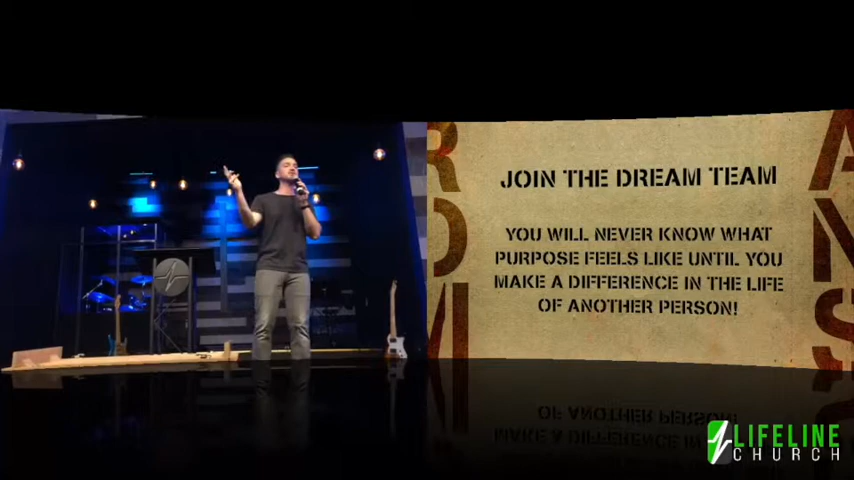 JOIN THE DREAM TEAM
YOU WILL NEVER KNOW WHAT
PURPOSE FEELS LIKE UNTIL YOU
MAKE A DIFFERENCE IN THE LIFE
OF ANOTHER PERSON!
LIFELINE
CHURCH